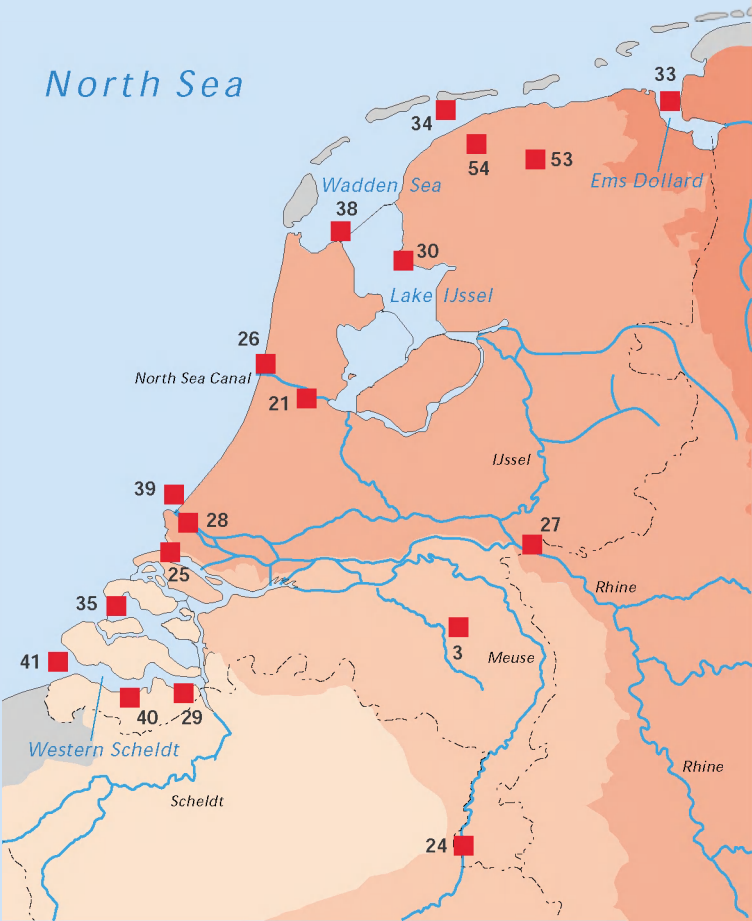 North Sea
33
34
54
53
Ems Dollard
Wadden Sea
38
30
Lake IJssel
26
North Sea Canal
21
IJssel
39
28
27
25
Rhine
35
3
Meuse
41
40
29
Western Scheldt
Rhine
Scheldt
24